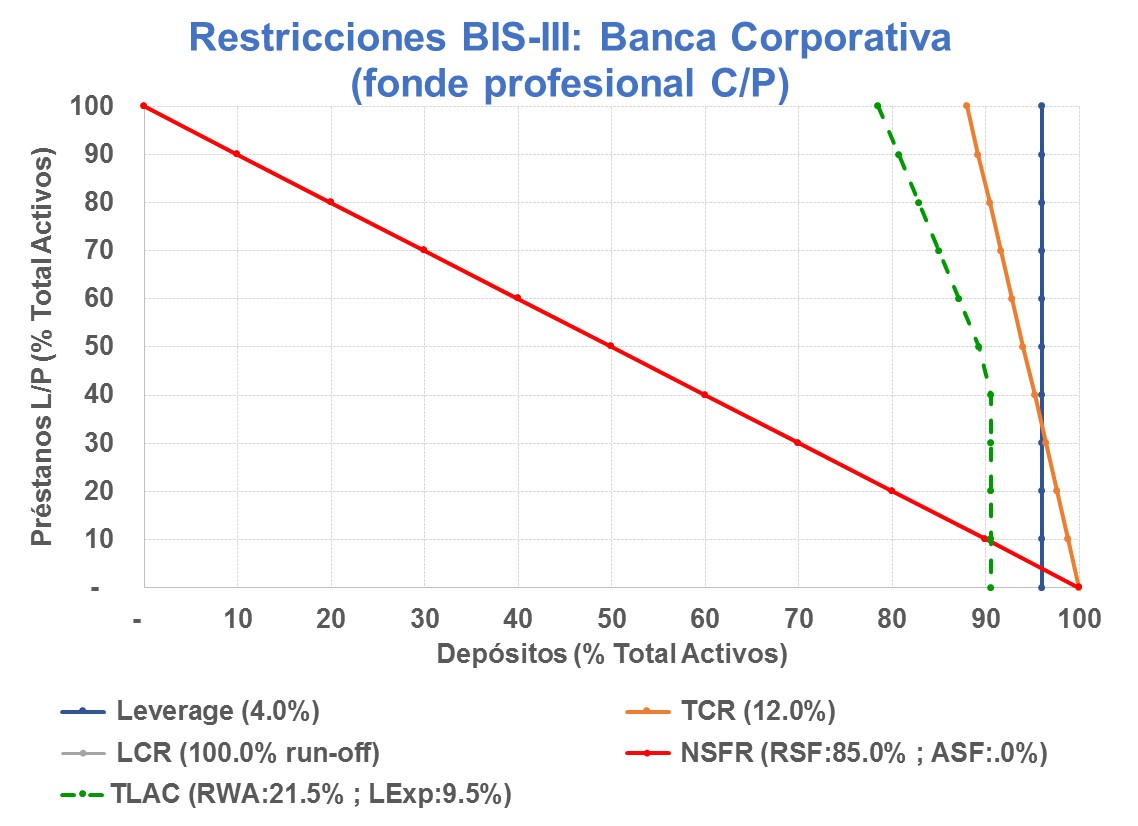 Restricciones BIS-III: Banca Corporativa
(fonde profesional C/P)
Préstanos L/P (% Total Activos)
100
90
80
70
60
50
40
30
20
10
-
- 10 20 30 40 50 60 70 80 90 100
Depósitos (% Total Activos)
Leverage (4.0%) TCR (12.0%)
LCR (100.0% run-off) NSFR (RSF:85.0% ; ASF:.0%)
TLAC (RWA:21.5% ; LExp:9.5%)